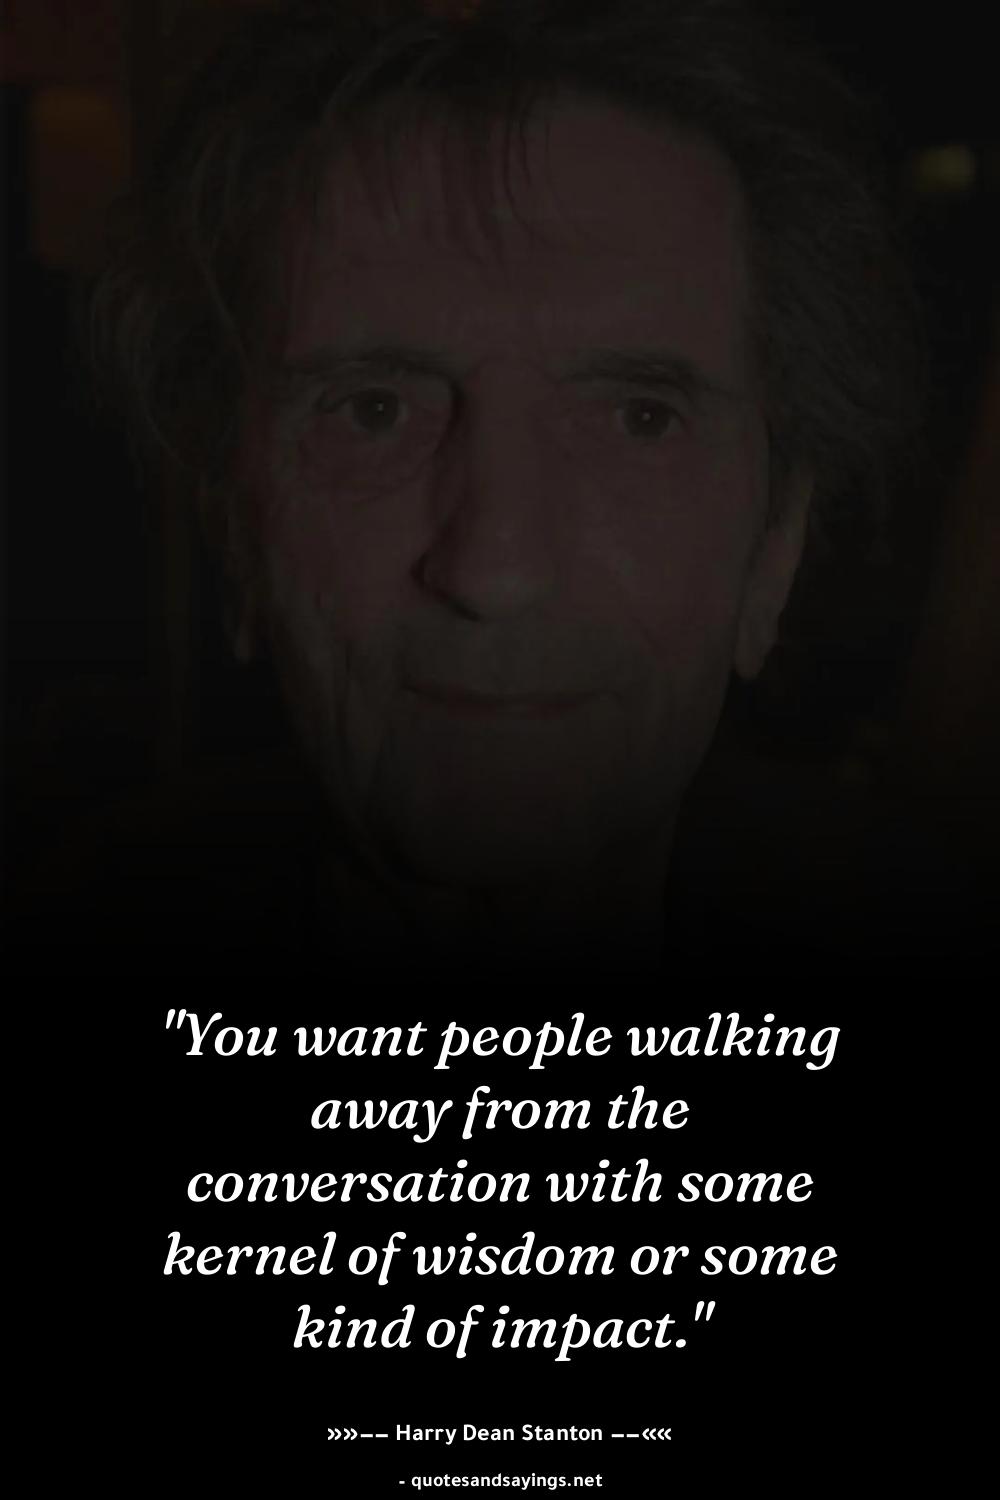 "You want people walking
away from the
conversation with some
kernel of wisdom or some
kind of impact."
»»—— Harry Dean Stanton ——««
- quotesandsayings.net